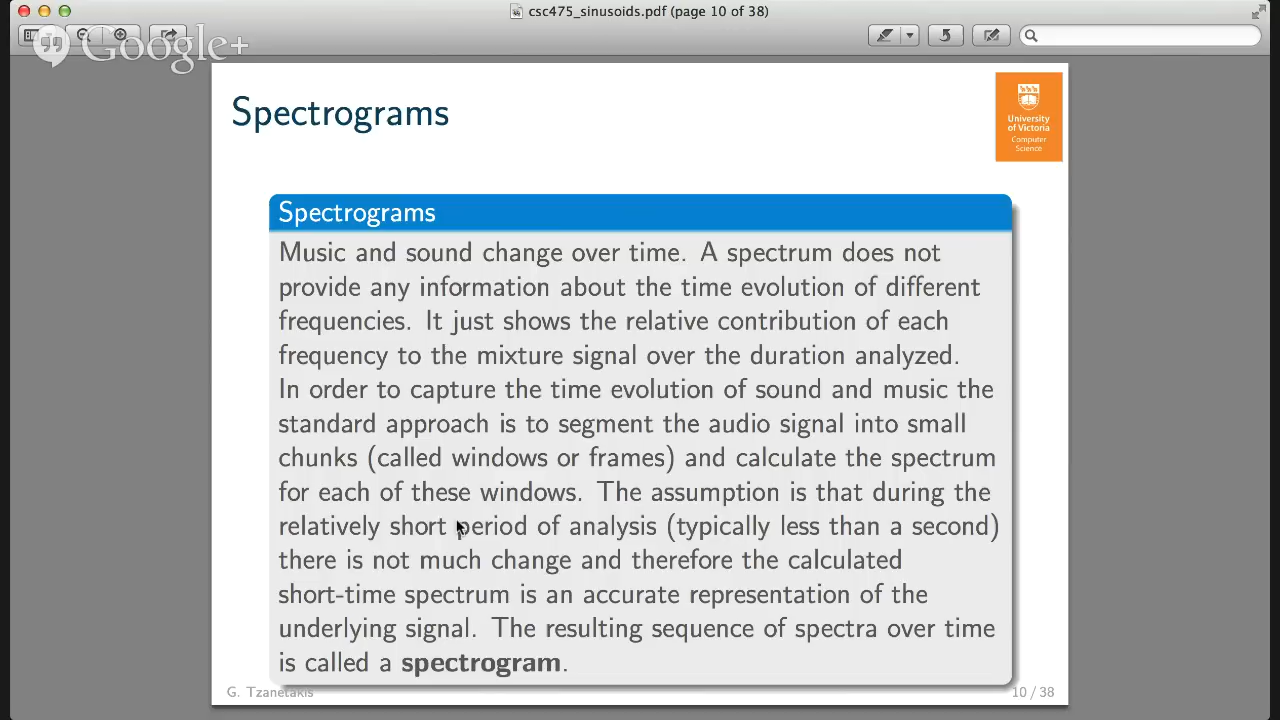 csc475_sinusoids.pdf (page 10 of 38)
Google+
Spectrograms
University
of Victoria
Computer
Science
Spectrograms
Music and sound change over time. A spectrum does not
provide any information about the time evolution of different
frequencies. It just shows the relative contribution of each
frequency to the mixture signal over the duration analyzed.
In order to capture the time evolution of sound and music the
standard approach is to segment the audio signal into small
chunks (called windows or frames) and calculate the spectrum
for each of these windows. The assumption is that during the
relatively short period of analysis (typically less than a second)
there is not much change and therefore the calculated
short-time spectrum is an accurate representation of the
underlying signal. The resulting sequence of spectra over time
is called a spectrogram.
G. Tzanetakis
10 / 38